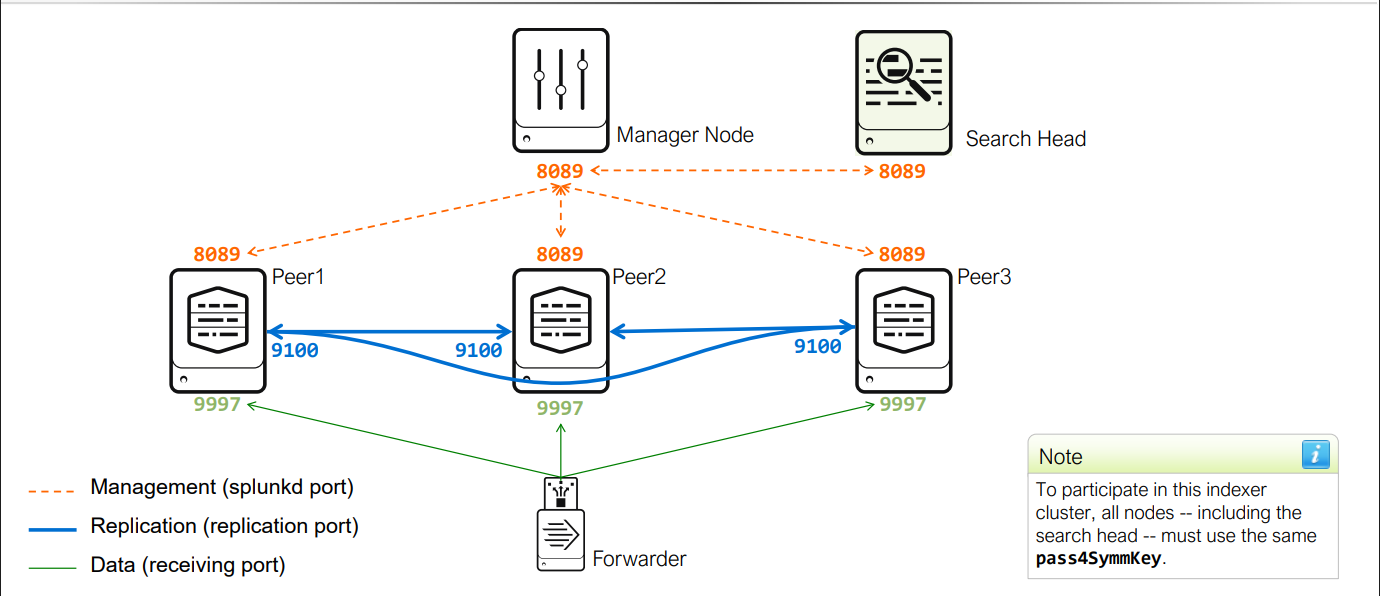 Manager Node
Search Head
8089
8089
8089
8089
8089
Peer1
Peer2
Peer3
9100
9100
9100
9997
9997
9997
Management (splunkd port)
Replication (replication port)
Data (receiving port)
Forwarder
Note
i
To participate in this indexer
cluster, all nodes -- including the
search head -- must use the same
pass4SymmKey.